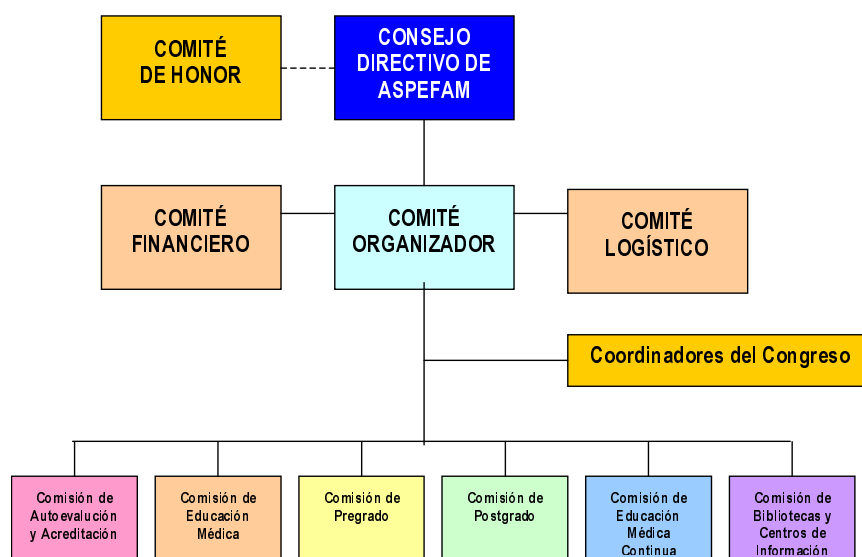 COMITÉ
DE HONOR
CONSEJO
DIRECTIVO DE
ASPEFAM
COMITÉ
FINANCIERO
COMITÉ
ORGANIZADOR
COMITÉ
LOGÍSTICO
Coordinadores del Congreso
Comisión de
Autoevalución
y Acreditación
Comisión de
Educación
Médica
Comisión de
Pregrado
Comisión de
Postgrado
Comisión de
Educación
Médica
Continua
Comisión de
Bibliotecas y
Centros de
Información